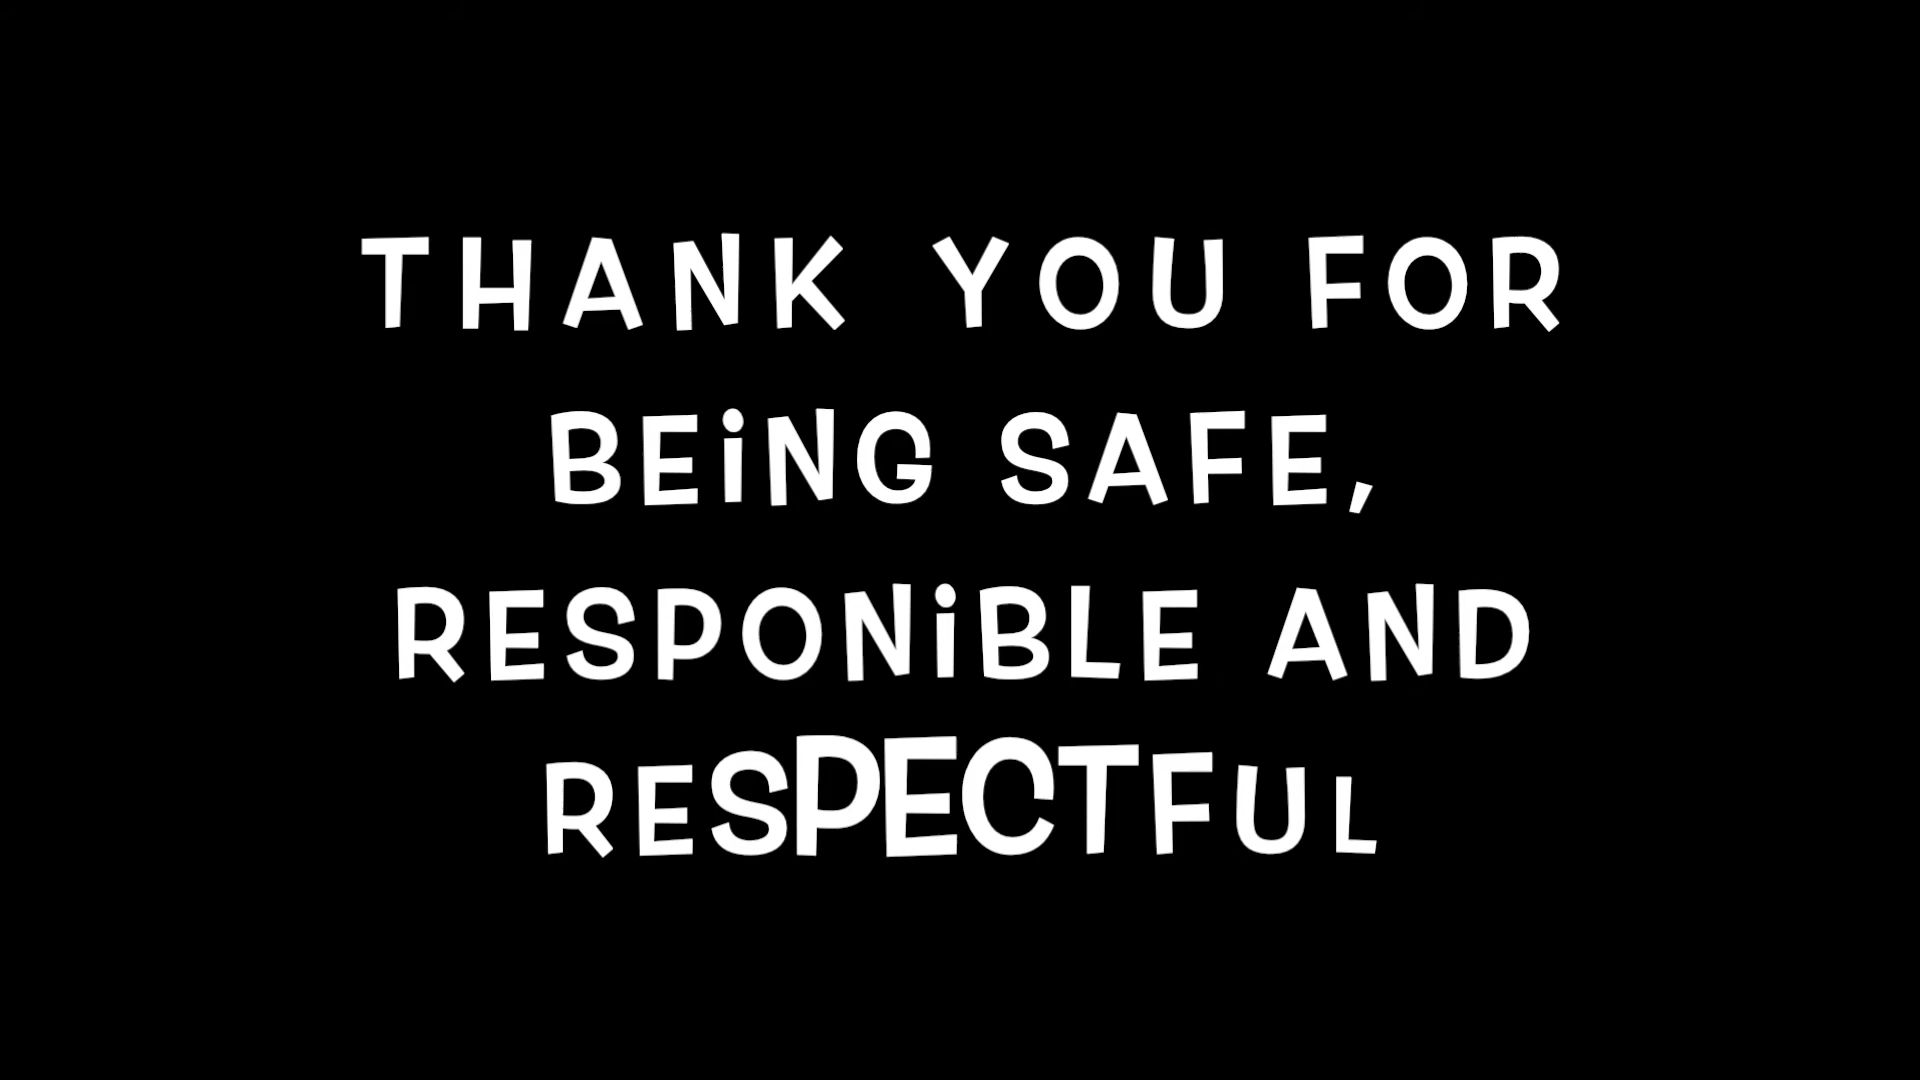 THANK YOU FOR
BEiNG SAFE,
RESPONiBLE AND
RESPECTFUL